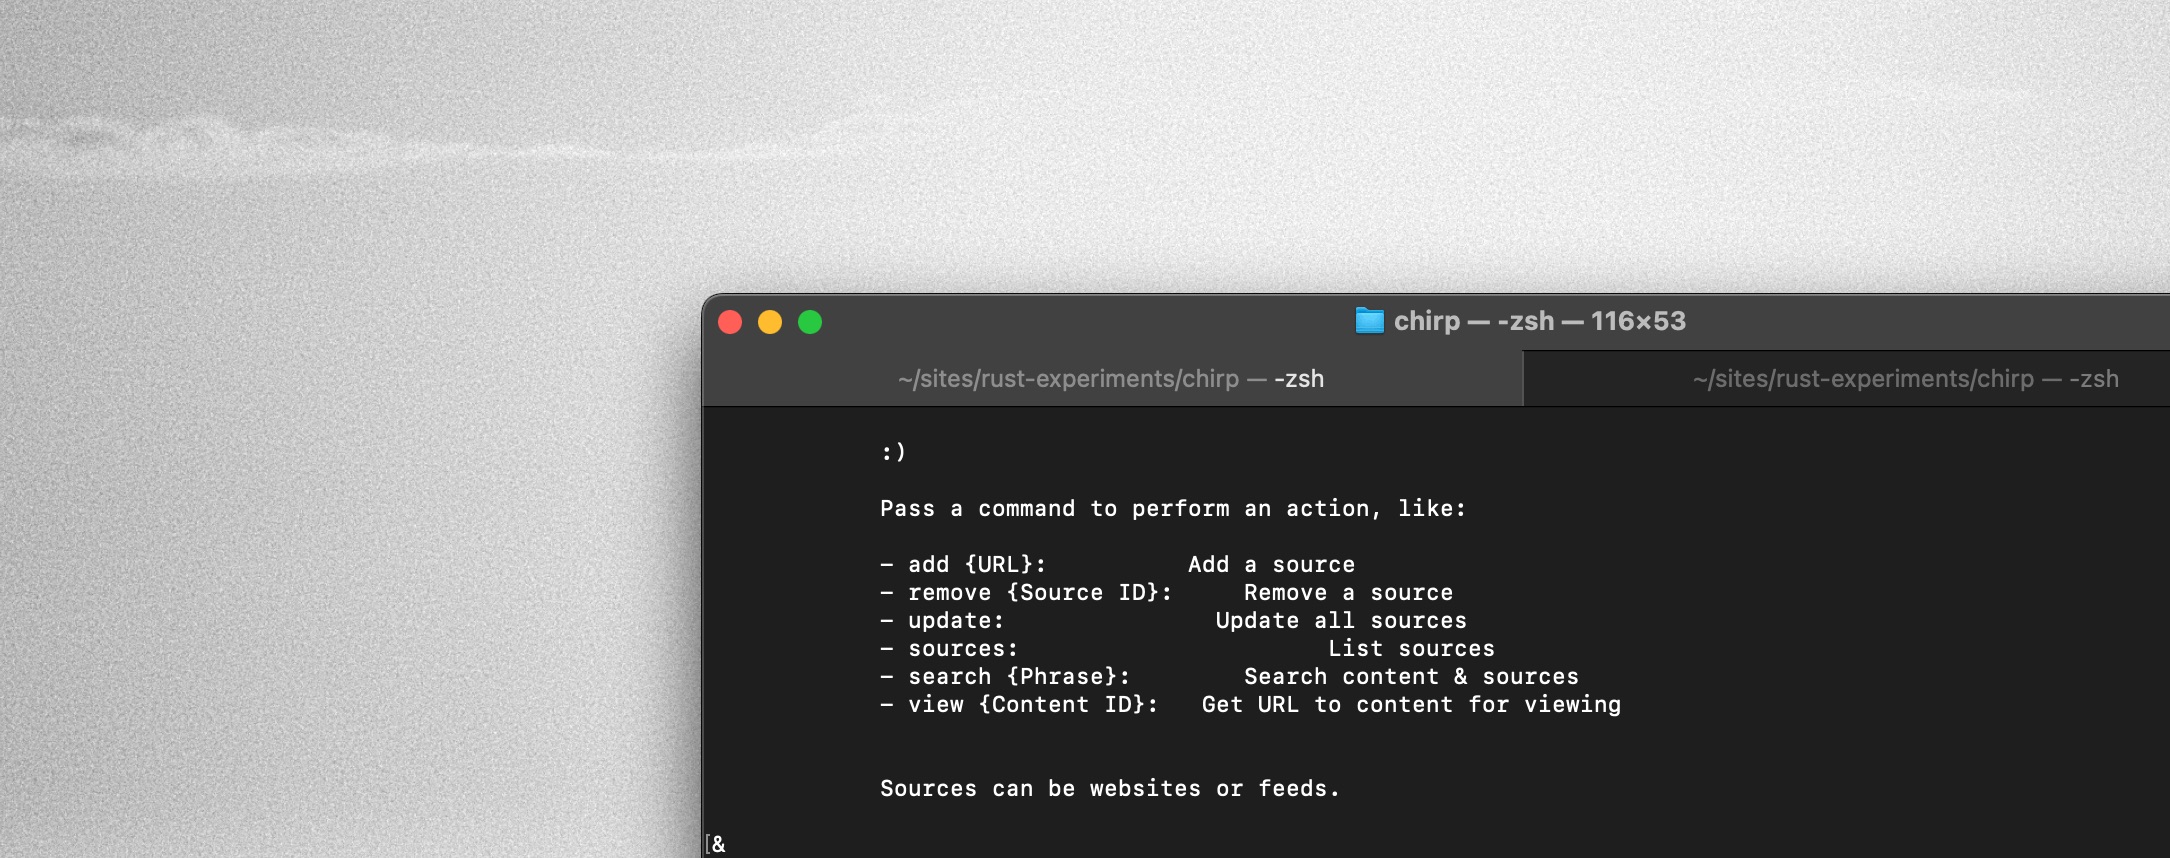 chirp — -zsh — 116×53
~/sites/rust-experiments/chirp — -zsh
~/sites/rust-experiments/chirp — -zsh
:)
Pass a command to perform an action, like:
– add {URL}:          Add a source
– remove {Source ID}:     Remove a source
– update:               Update all sources
– sources:                      List sources
– search {Phrase}:        Search content & sources
– view {Content ID}:   Get URL to content for viewing
Sources can be websites or feeds.
[&